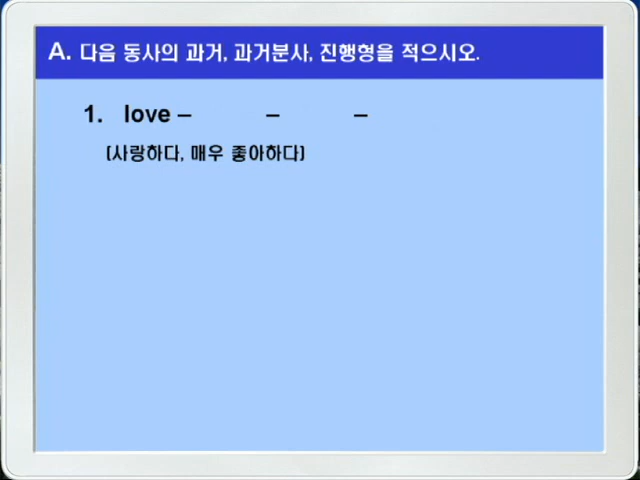 A. 다음 동사의 과거, 과거분사, 진행형을 적으시오.
1. love – – –
(사랑하다, 매우 좋아하다)